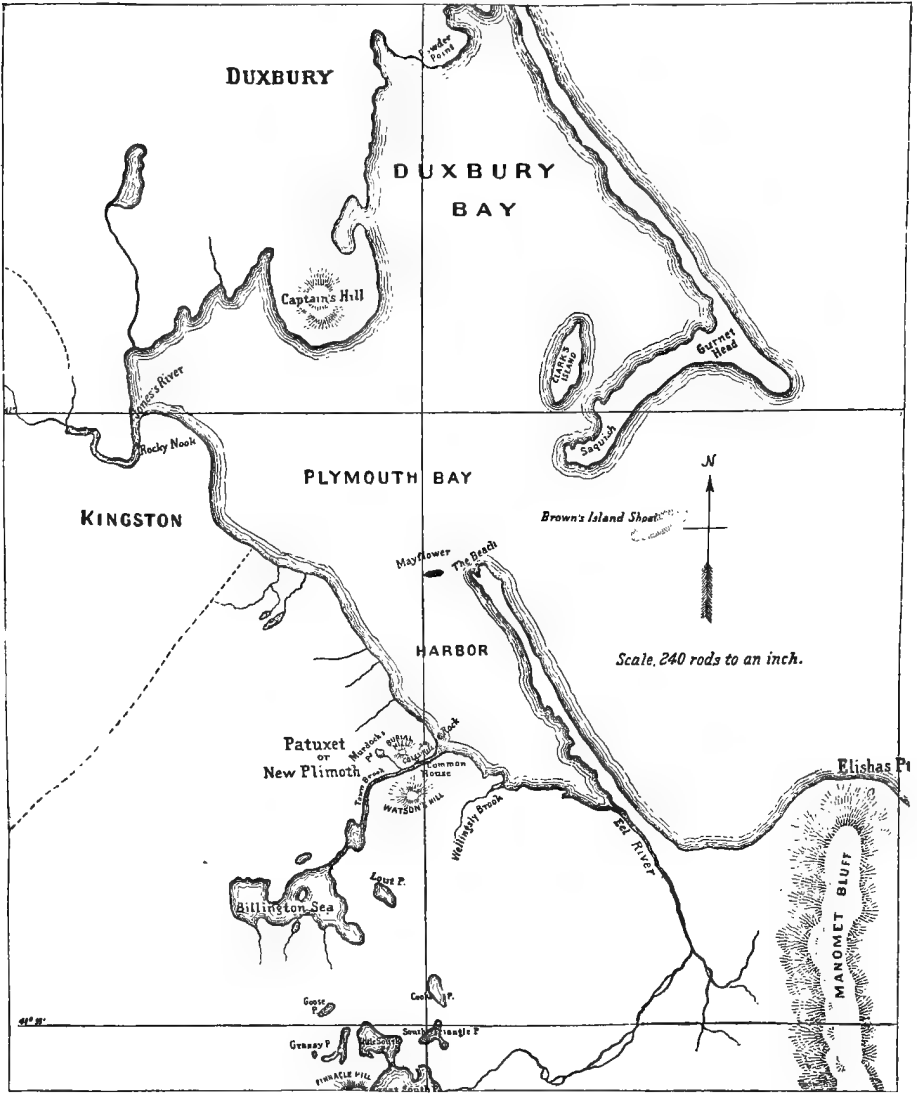 DUXBURY
Point
DUXBURY
BAY
Captain's Hill
CLARK'S
ISLAND
Gurnet
Head
Jones's River
Rocky Nook
Saquish
PLYMOUTH BAY
N
KINGSTON
Brown's Island Shoal
Mayflower
The Beach
HARBOR
Scale, 240 rods to an inch.
Rock
Patuxet
or
New Plimoth
Murdock's
Pd
BURIAL
HILL
COLE'S HILL
Common
House
Town Brook
WATSON'S HILL
Elishas Pt
Wellingsly Brook
Eel River
MANOMET BLUFF
Lout P.
Billington Sea
Goose
P.
P.
South Triangle P
Grassy P
PINNACLE HILL